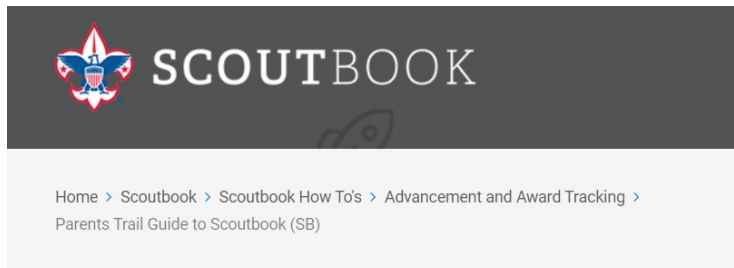 SCOUTBOOK
Home > Scoutbook > Scoutbook How To's > Advancement and Award Tracking >
Parents Trail Guide to Scoutbook (SB)